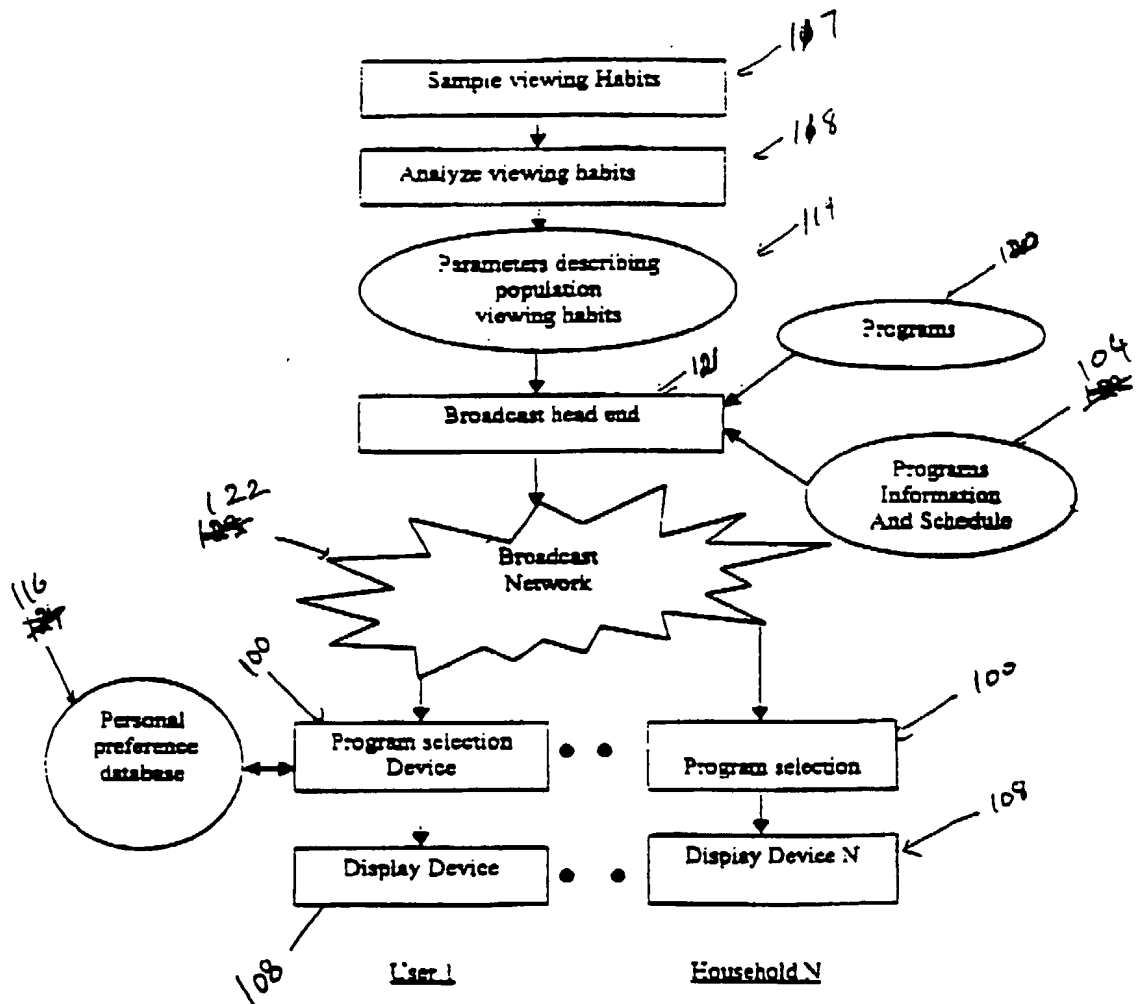 Sample viewing Habits
107
Analyze viewing habits
108
114
Parameters describing
population
viewing habits
Programs
120
Broadcast head end
121
104
Programs
Information
And Schedule
122
Broadcast
Network
116
Personal
preference
database
100
Program selection
Device
100
Program selection
Display Device
108
Display Device N
108
User 1
Household N